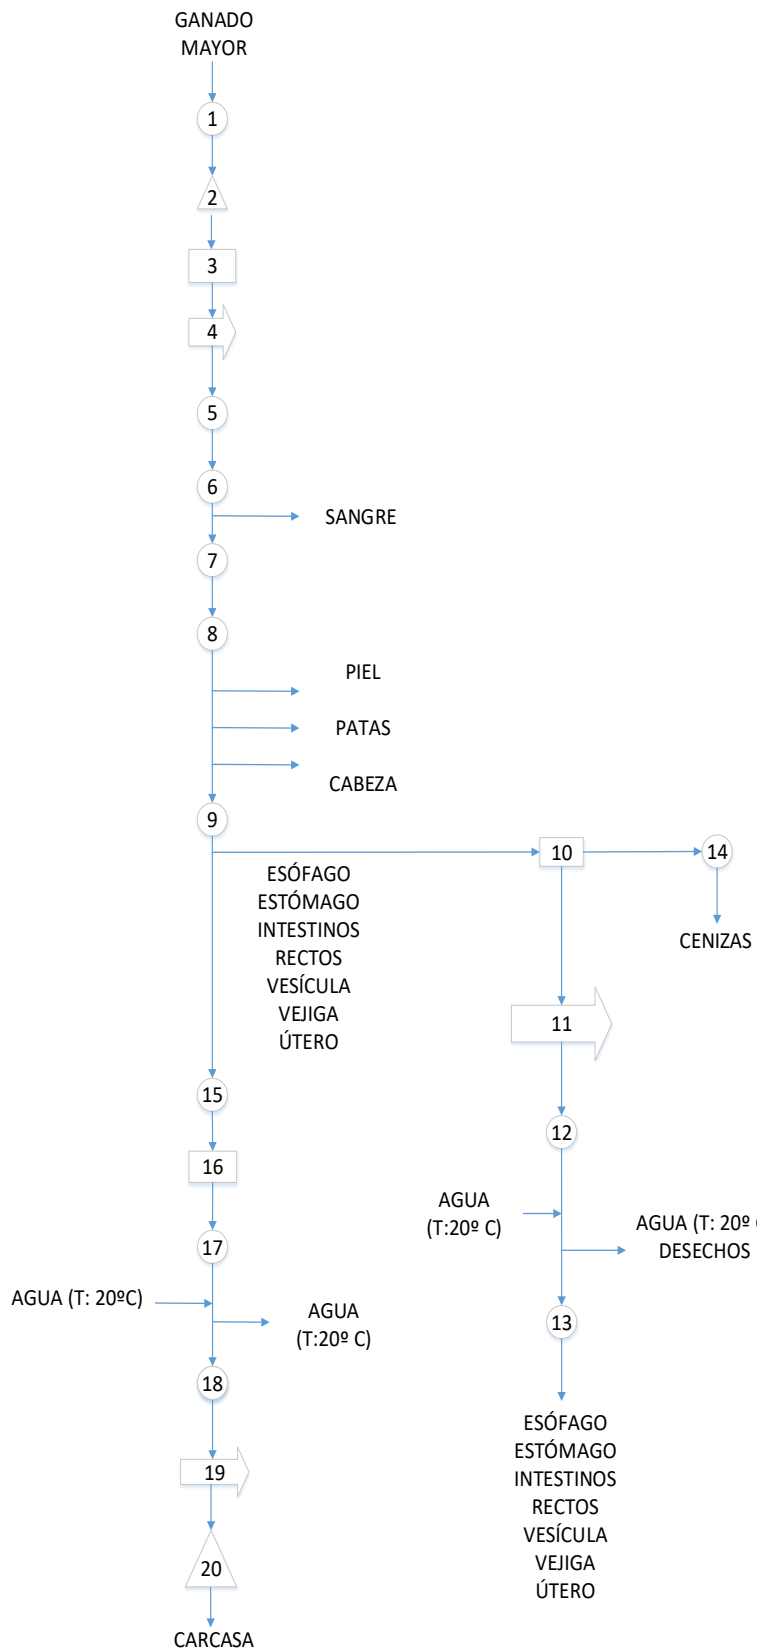 GANADO
MAYOR
1
2
3
4
5
6
SANGRE
7
8
PIEL
PATAS
CABEZA
9
10
14
ESÓFAGO
ESTÓMAGO
INTESTINOS
RECTOS
VESÍCULA
VEJIGA
ÚTERO
CENIZAS
11
15
12
16
AGUA
(T:20º C)
AGUA (T: 20º
DESECHOS
17
AGUA (T: 20ºC)
AGUA
(T:20º C)
13
18
ESÓFAGO
ESTÓMAGO
INTESTINOS
RECTOS
VESÍCULA
VEJIGA
ÚTERO
19
20
CARCASA